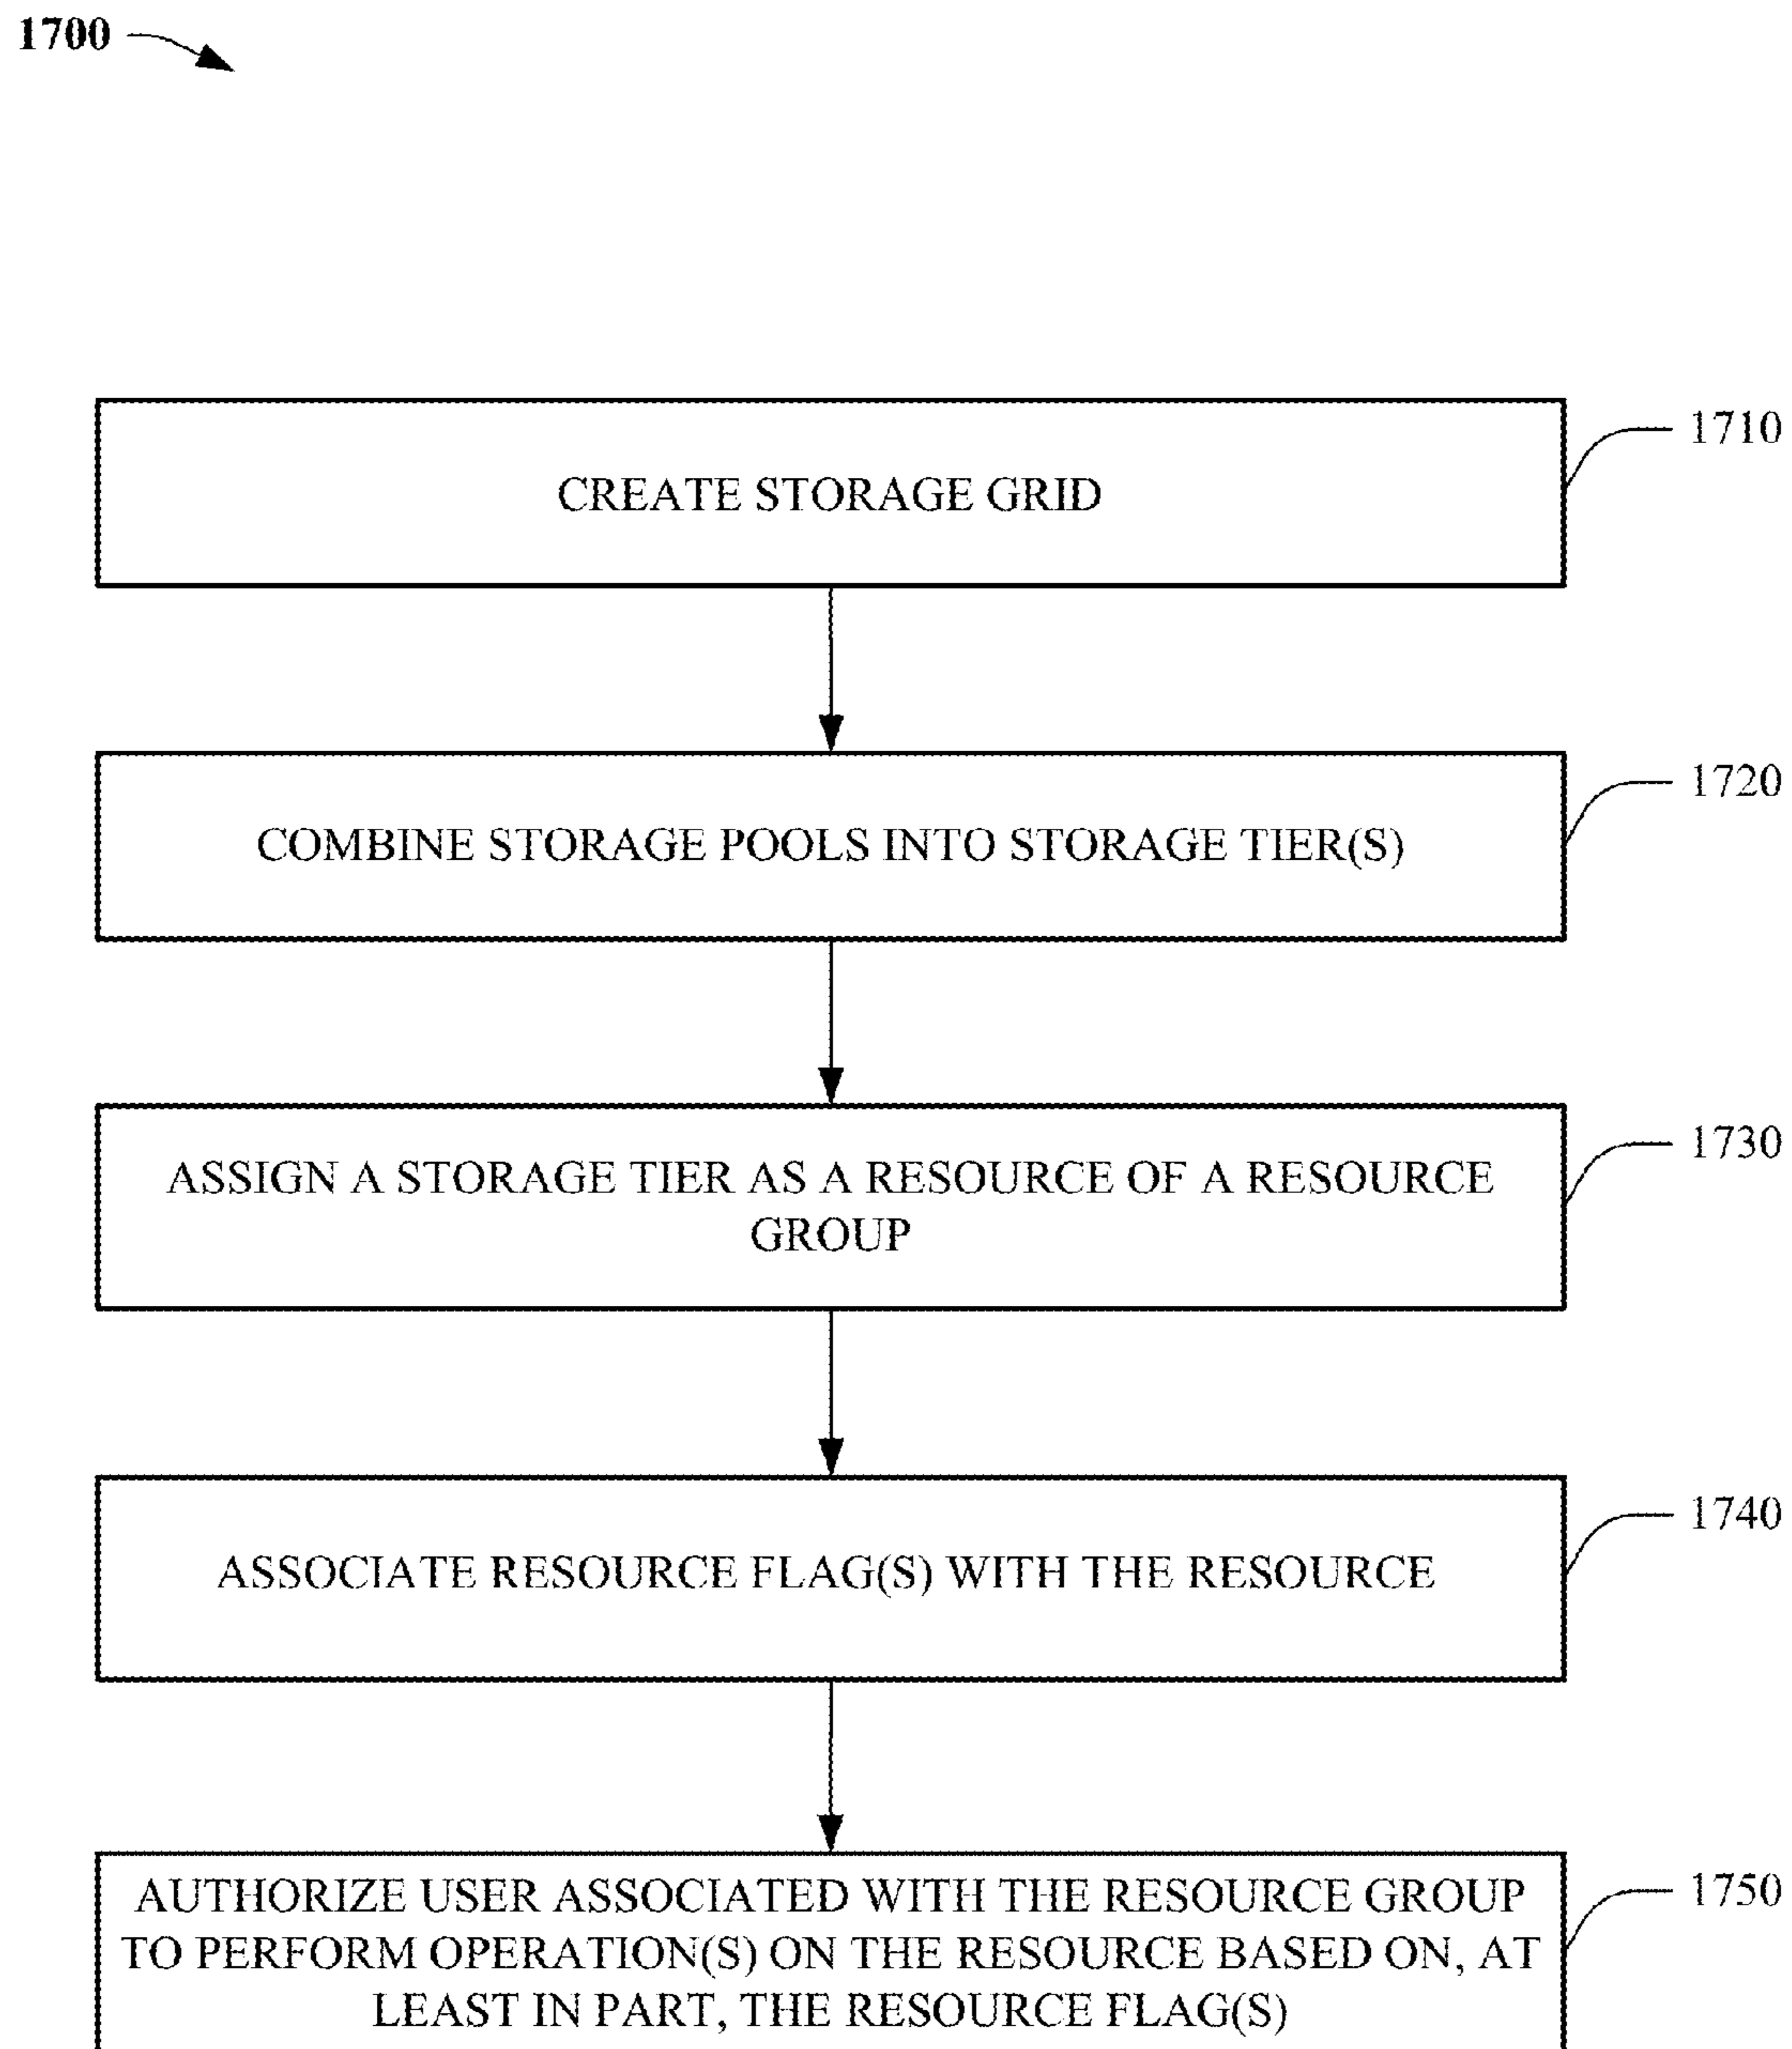 1700
1710
CREATE STORAGE GRID
1720
COMBINE STORAGE POOLS INTO STORAGE TIER(S)
1730
ASSIGN A STORAGE TIER AS A RESOURCE OF A RESOURCE
GROUP
1740
ASSOCIATE RESOURCE FLAG(S) WITH THE RESOURCE
1750
AUTHORIZE USER ASSOCIATED WITH THE RESOURCE GROUP
TO PERFORM OPERATION(S) ON THE RESOURCE BASED ON, AT
LEAST IN PART, THE RESOURCE FLAG(S)